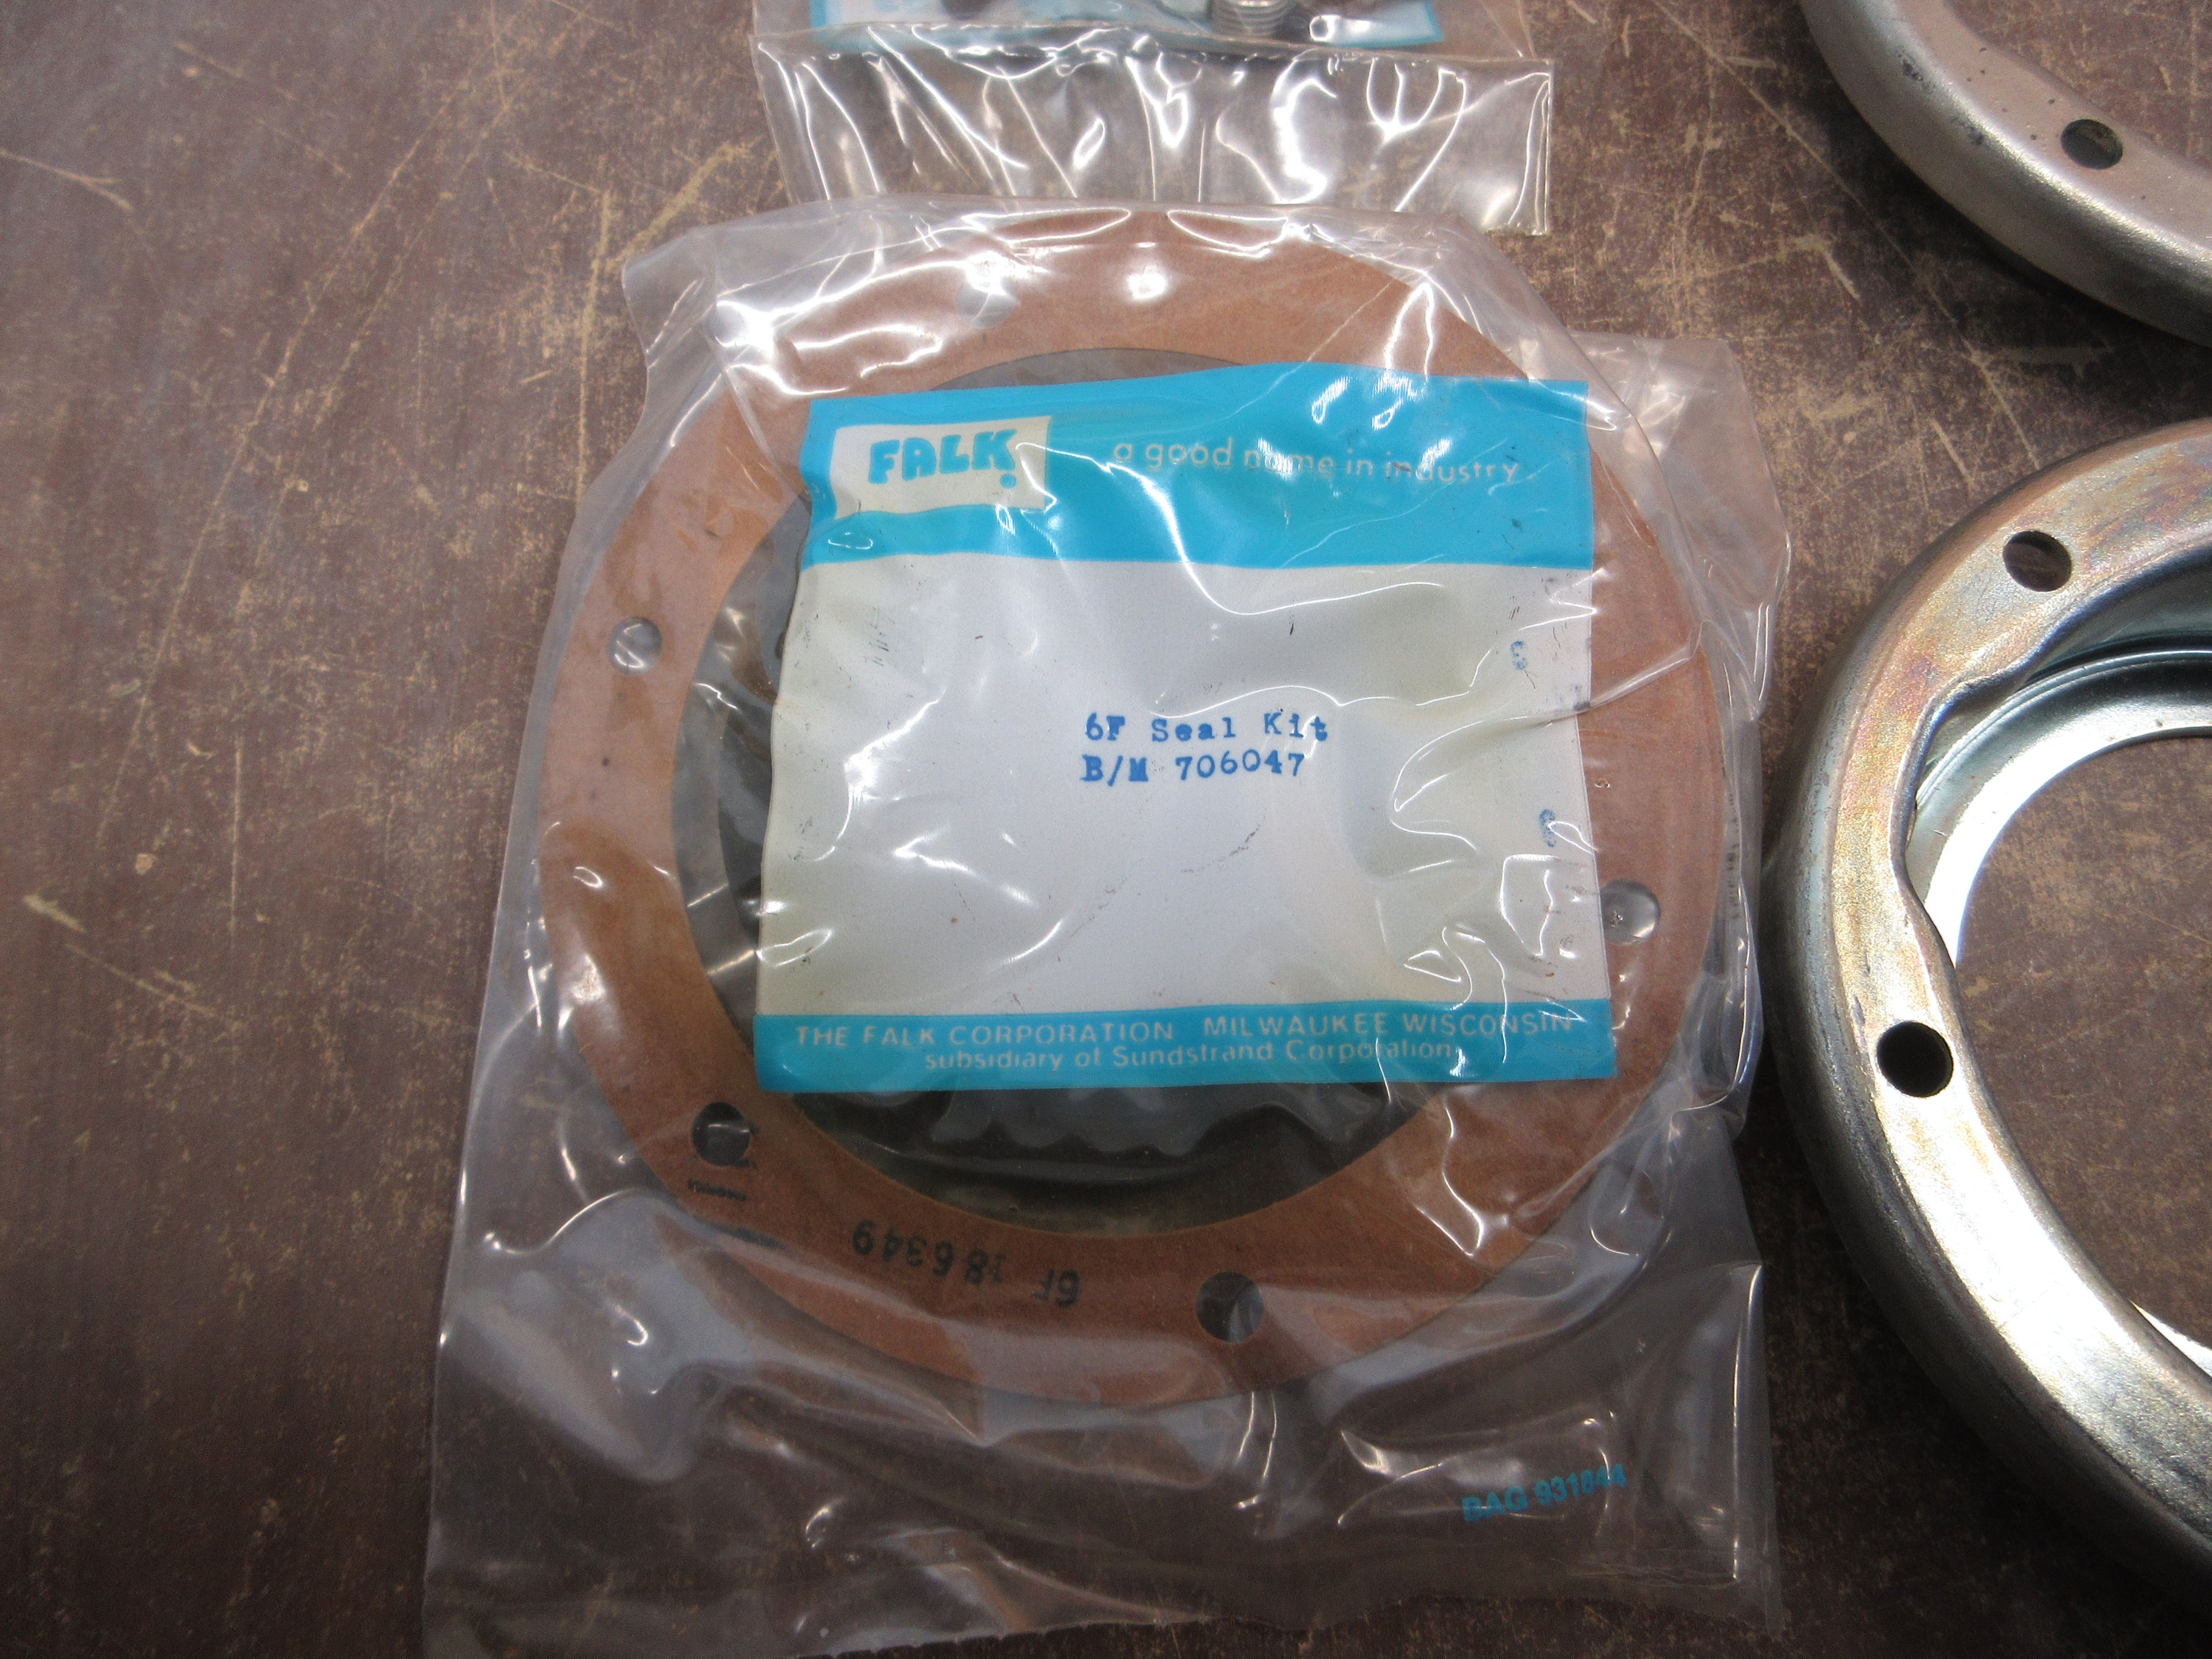 FALK
a good name in industry
6F Seal Kit
B/M 706047
THE FALK CORPORATION MILWAUKEE WISCONSIN
subsidiary of Sundstrand Corporation
6F 186349
BAG 931844